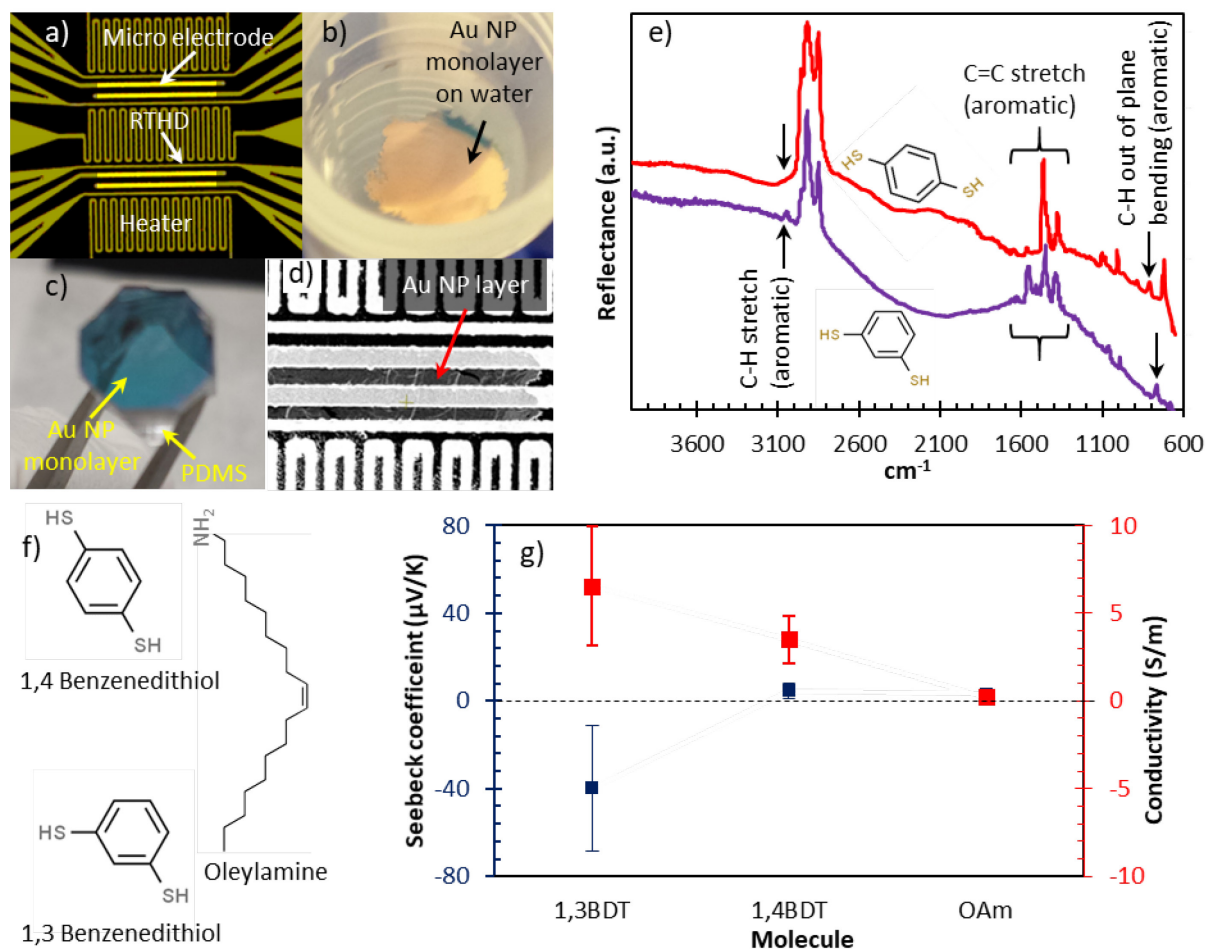 a)
Micro electrode
RTHD
Heater
b)
Au NP
monolayer
on water
c)
Au NP
monolayer
PDMS
d)
Au NP layer
e)
Reflectance (a.u.)
C=C stretch
(aromatic)
C-H out of plane
bending (aromatic)
HS
SH
C-H stretch
(aromatic)
HS
SH
3600
3100
2600
2100
1600
1100
600
cm-1
f)
HS
SH
1,4 Benzenedithiol
NH2
HS
SH
1,3 Benzenedithiol
Oleylamine
g)
Seebeck coefficeint (µV/K)
80
40
0
-40
-80
10
5
0
-5
-10
Conductivity (S/m)
1,3BDT
1,4BDT
OAm
Molecule